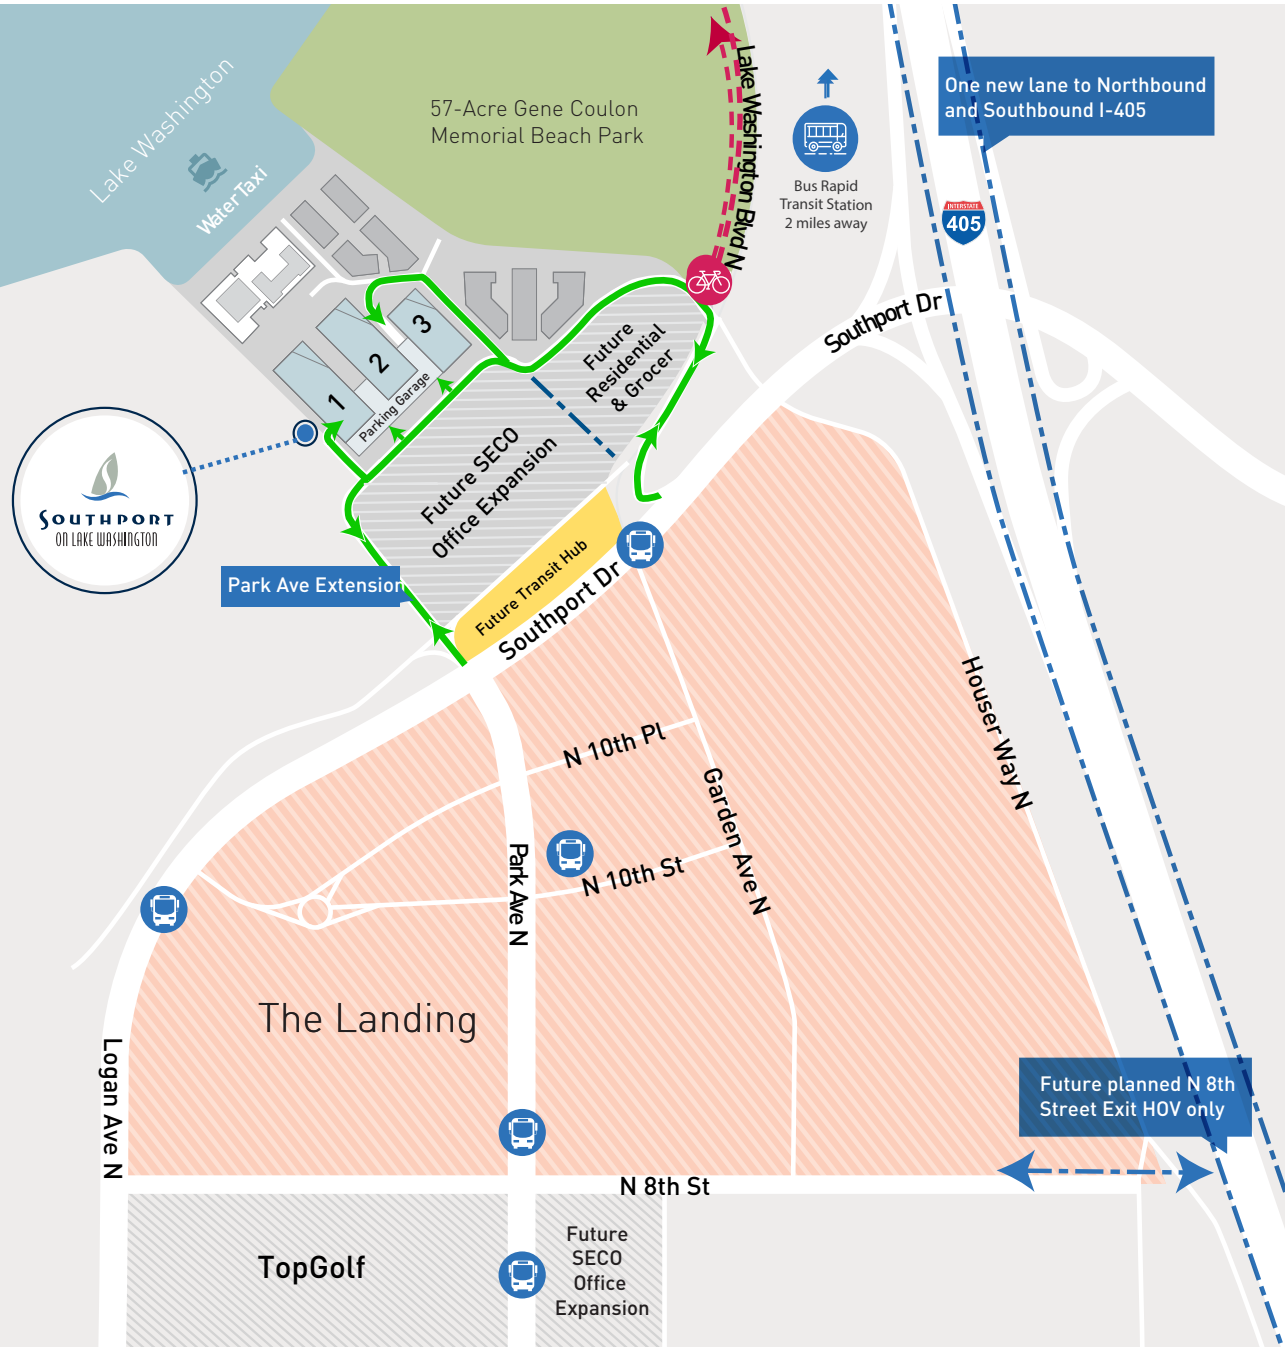 Lake Washington
Water Taxi
57-Acre Gene Coulon
Memorial Beach Park
Lake Washington Blvd N
Bus Rapid
Transit Station
2 miles away
One new lane to Northbound
and Southbound I-405
INTERSTATE
405
Southport Dr
1
2
3
Parking Garage
Future
Residential
& Grocer
Future SECO
Office Expansion
SOUTHPORT
ON LAKE WASHINGTON
Park Ave Extension
Future Transit Hub
Southport Dr
Houser Way N
N 10th Pl
Garden Ave N
Park Ave N
N 10th St
The Landing
Logan Ave N
Future planned N 8th
Street Exit HOV only
N 8th St
TopGolf
Future
SECO
Office
Expansion